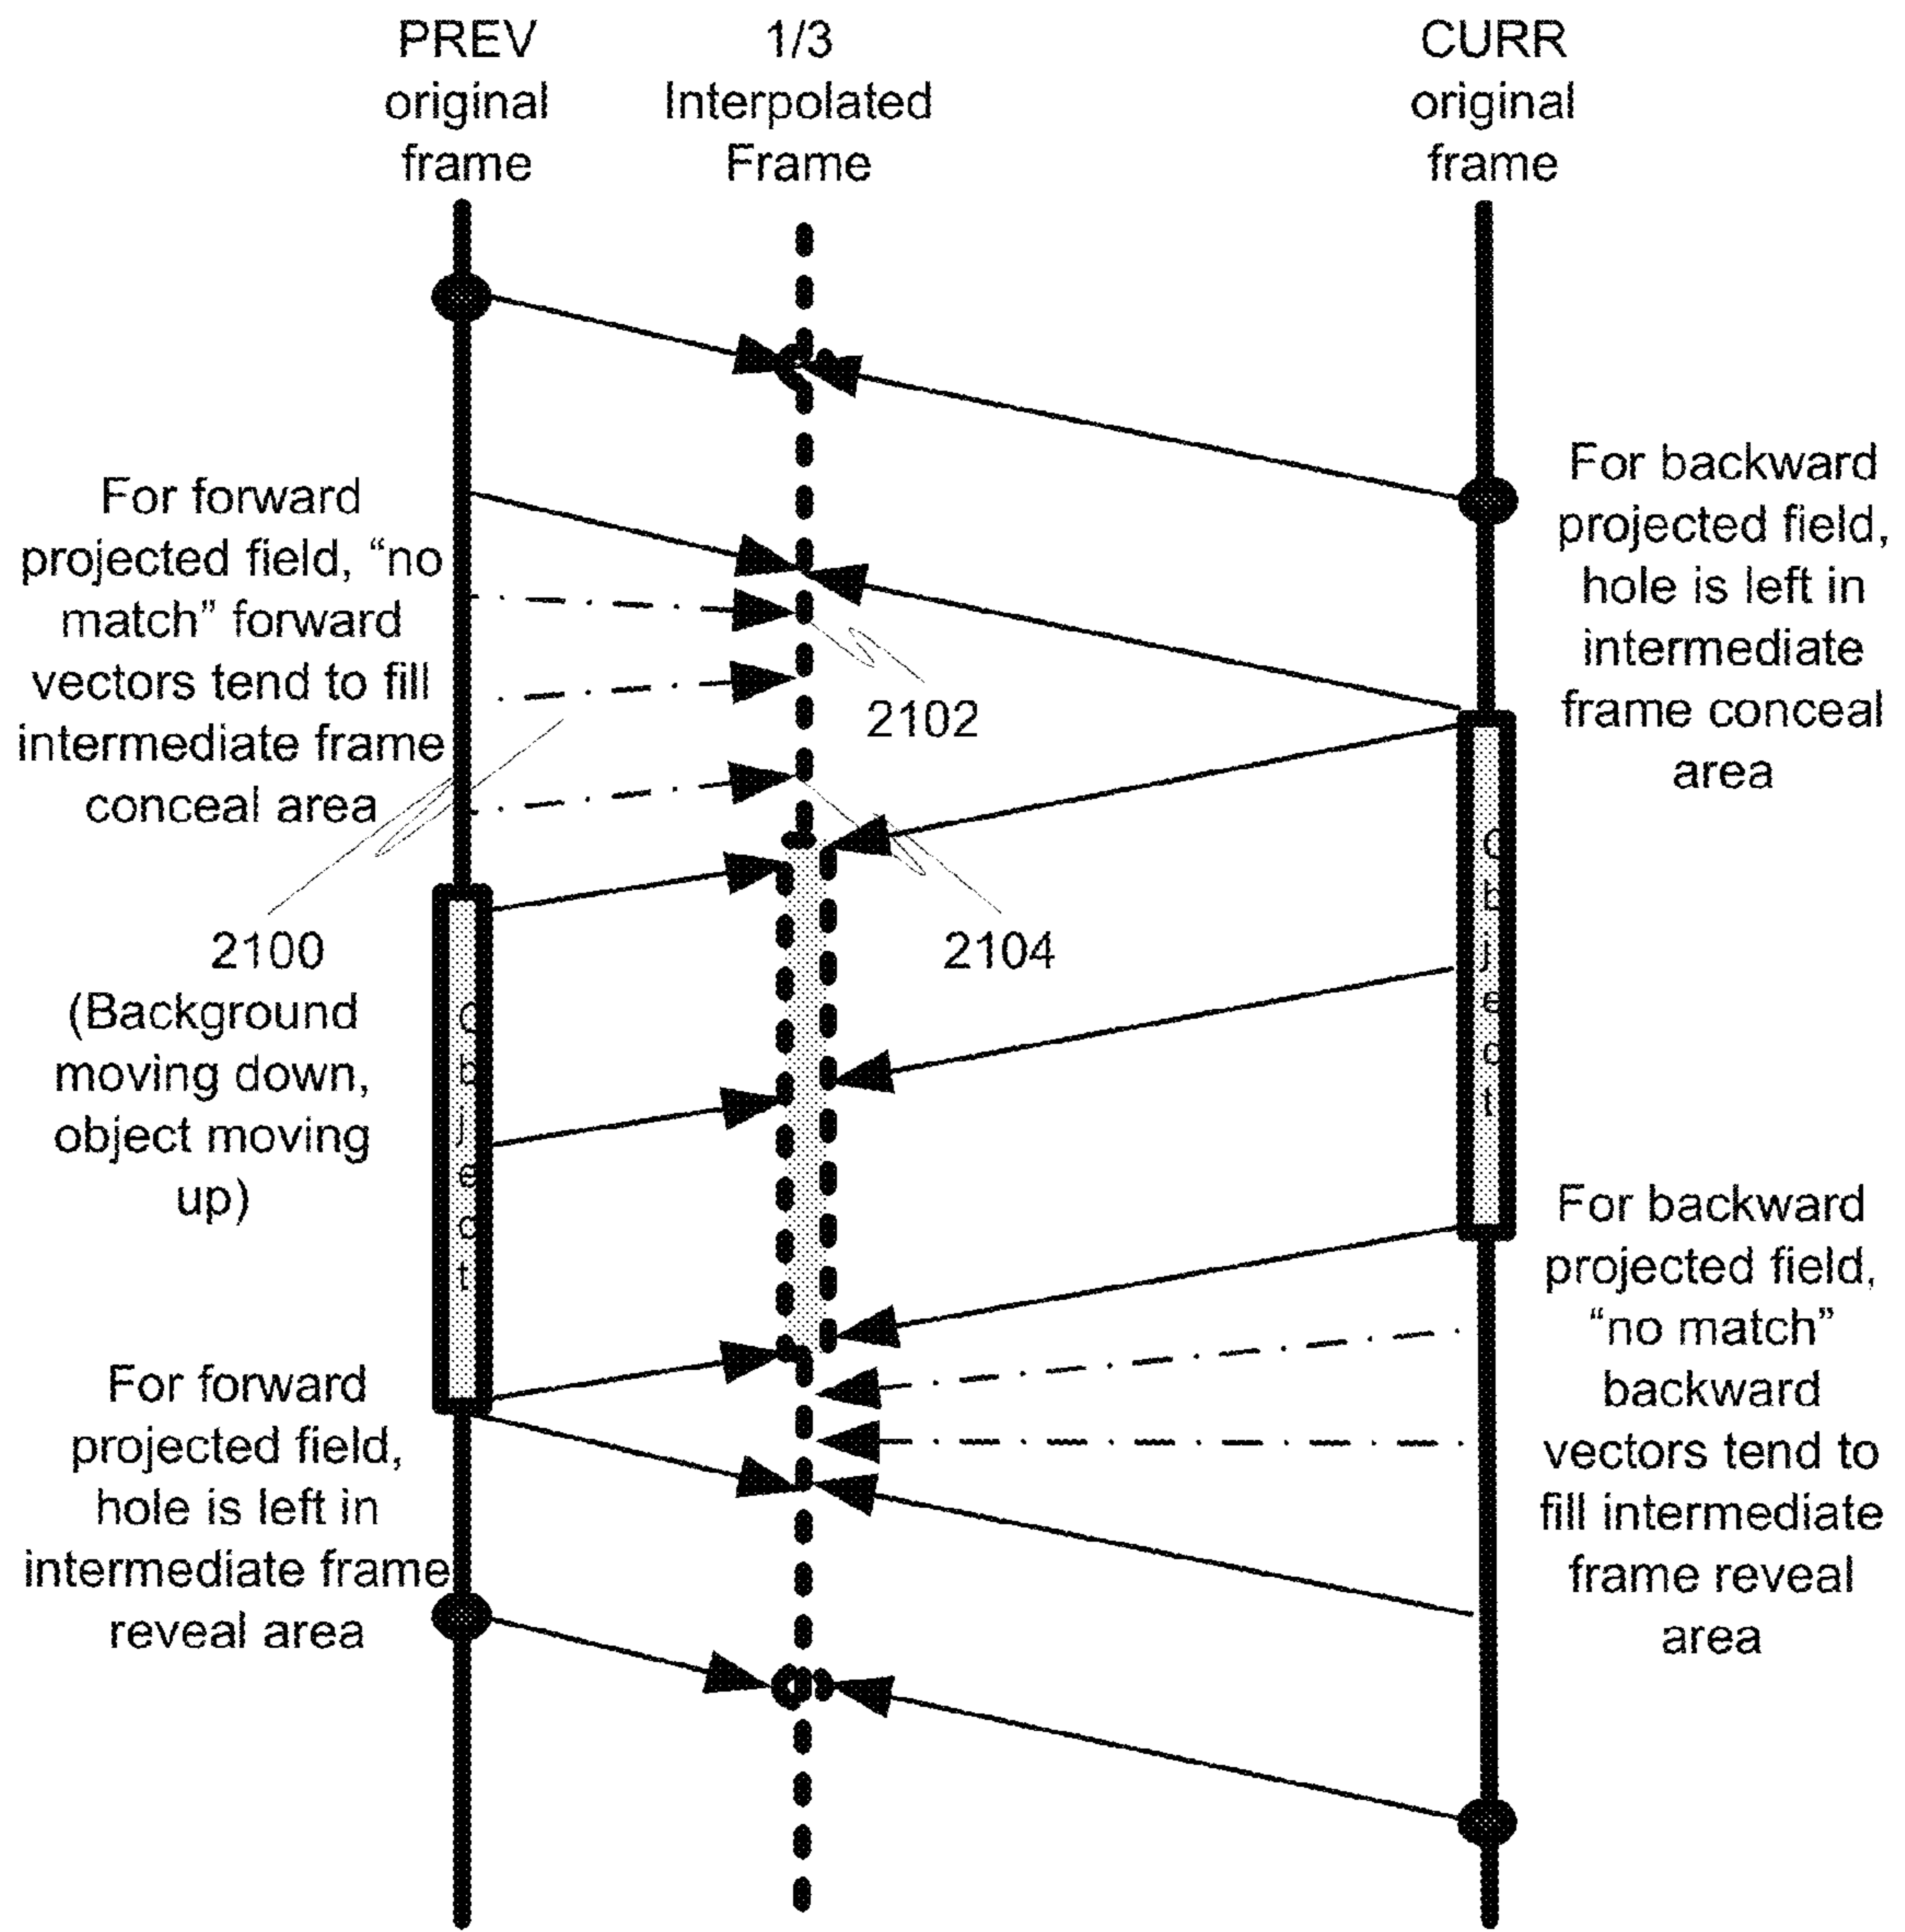 PREV
original
frame
1/3
Interpolated
Frame
CURR
original
frame
For forward
projected field, “no
match” forward
vectors tend to fill
intermediate frame
conceal area
For backward
projected field,
hole is left in
intermediate
frame conceal
area
2102
2100
(Background
moving down,
object moving
up)
2104
Object
Object
For forward
projected field,
hole is left in
intermediate frame
reveal area
For backward
projected field,
“no match”
backward
vectors tend to
fill intermediate
frame reveal
area